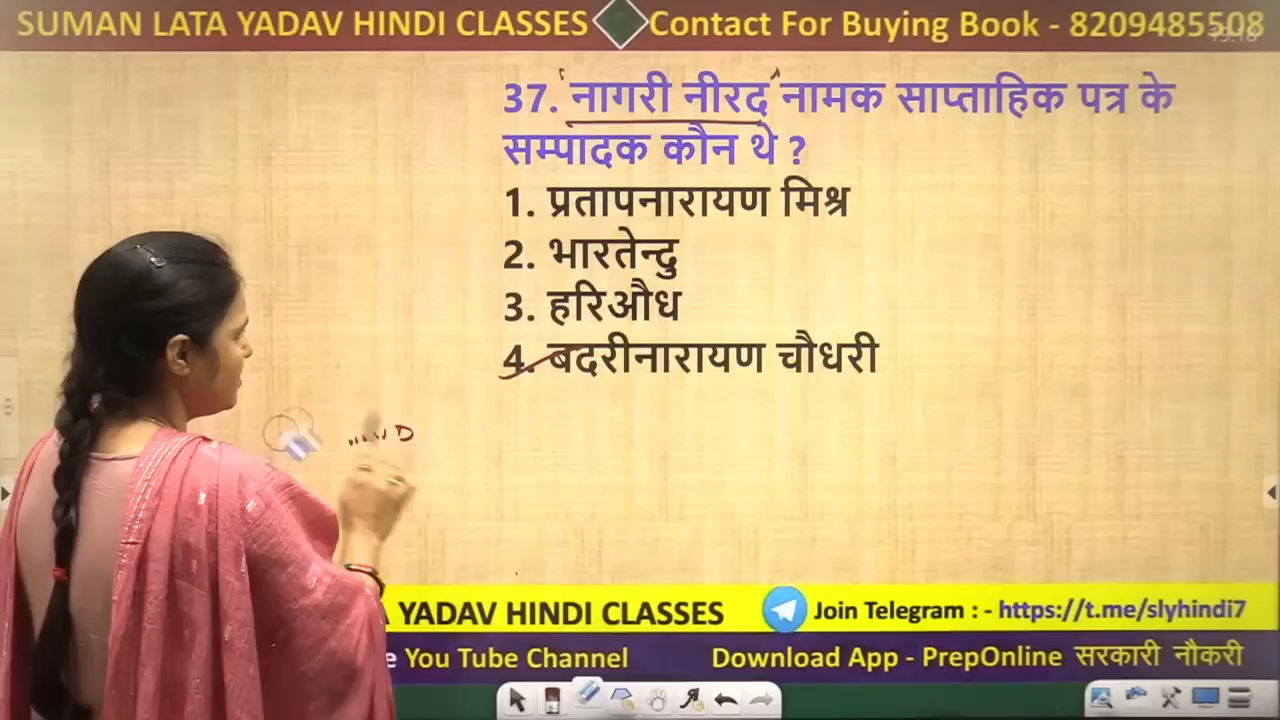 SUMAN LATA YADAV HINDI CLASSES Contact For Buying Book - 8209485508
37. नागरी नीरद नामक साप्ताहिक पत्र के
सम्पादक कौन थे ?
1. प्रतापनारायण मिश्र
2. भारतेन्दु
3. हरिऔध
4. बदरीनारायण चौधरी
YADAV HINDI CLASSES Join Telegram : - https://t.me/slyhindi7
You Tube Channel Download App - PrepOnline सरकारी नौकरी